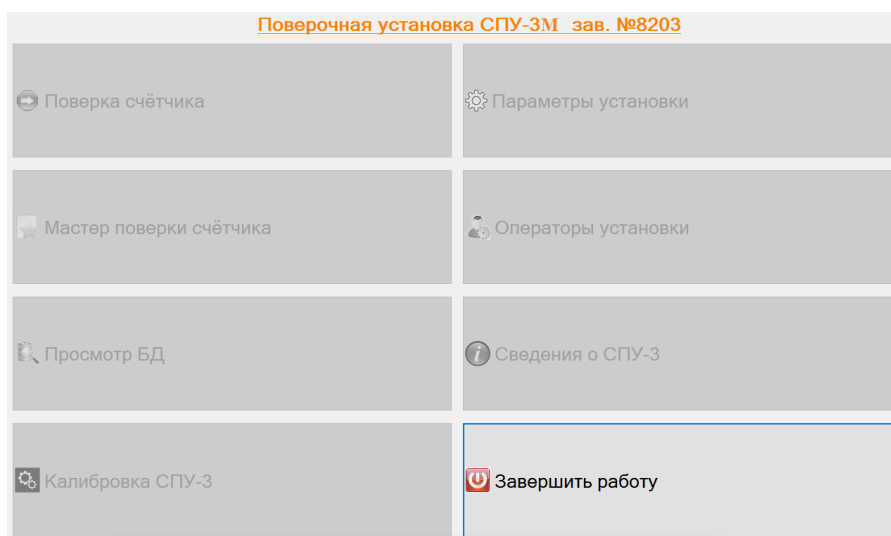 Поверочная установка СПУ-3М зав. №8203
Поверка счётчика
Параметры установки
Мастер поверки счётчика
Операторы установки
Просмотр БД
Сведения о СПУ-3
Калибровка СПУ-3
Завершить работу